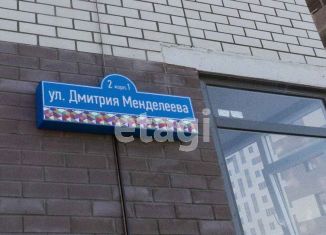 2 корп. 1
ул. Дмитрия Менделеева
etagi